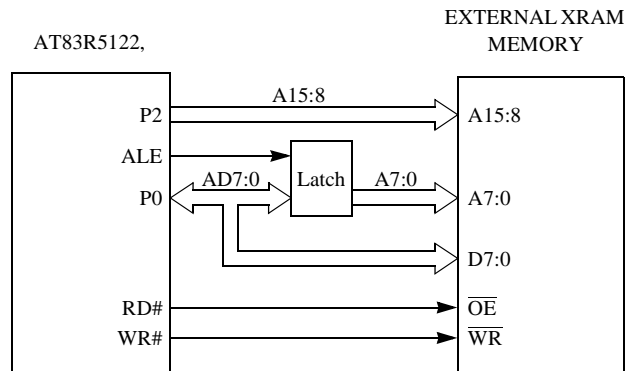 EXTERNAL XRAM
MEMORY
AT83R5122,
A15:8
P2
A15:8
ALE
AD7:0
Latch
A7:0
P0
A7:0
D7:0
RD#
OE
WR#
WR